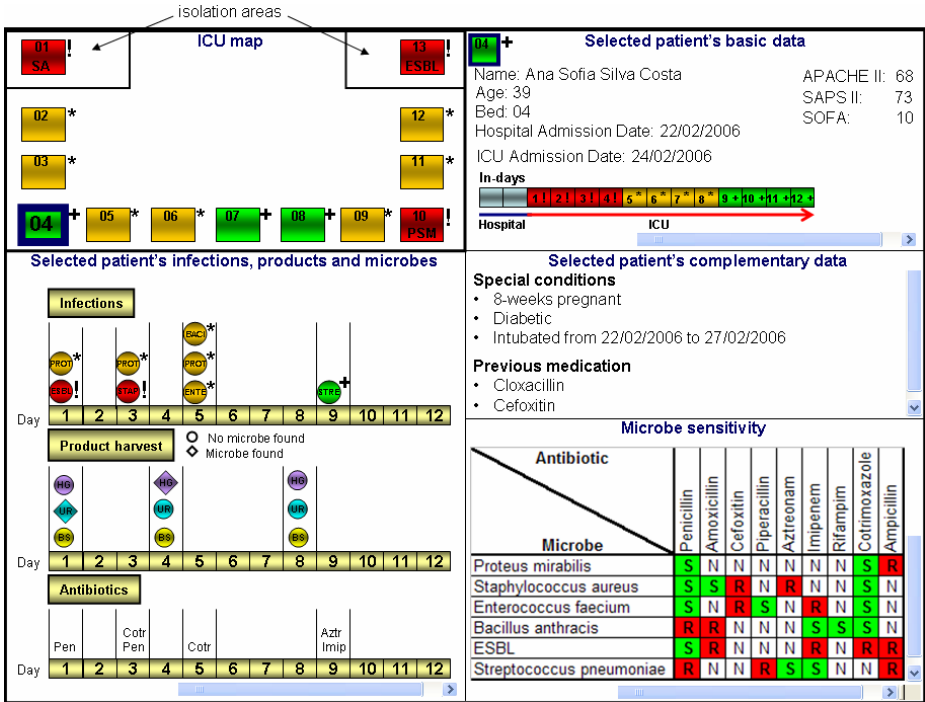 isolation areas
ICU map
01 !
SA
13 !
ESBL
02 *
12 *
03 *
11 *
04 +
05 *
06 *
07 +
08 +
09 *
10 !
PSM
04 +
Selected patient's basic data
Name: Ana Sofia Silva Costa
Age: 39
Bed: 04
Hospital Admission Date: 22/02/2006
ICU Admission Date: 24/02/2006
APACHE II: 68
SAPS II: 73
SOFA: 10
In-days
1 ! 2 ! 3 ! 4 ! 5 * 6 * 7 * 8 * 9 + 10 + 11 + 12 +
Hospital ICU
Selected patient's infections, products and microbes
Infections
BACI *
PROT * PROT * PROT *
ESBL ! STAP ! ENTE * STRE +
Day 1 2 3 4 5 6 7 8 9 10 11 12
Product harvest
No microbe found
Microbe found
HG HG HG
UR UR UR
BS BS BS
Day 1 2 3 4 5 6 7 8 9 10 11 12
Antibiotics
Cotr Aztr
Pen Pen Cotr Imip
Day 1 2 3 4 5 6 7 8 9 10 11 12
Selected patient's complementary data
Special conditions
• 8-weeks pregnant
• Diabetic
• Intubated from 22/02/2006 to 27/02/2006
Previous medication
• Cloxacillin
• Cefoxitin
Microbe sensitivity
Antibiotic
Microbe
Penicillin
Amoxicillin
Cefoxitin
Piperacillin
Aztreonam
Imipenem
Rifampim
Cotrimoxazole
Ampicillin
Proteus mirabilis S N N N N N N S R
Staphylococcus aureus S S R N R N N S N
Enterococcus faecium S N R S N R N S N
Bacillus anthracis R R N N N S S S N
ESBL S R N N N R N R R
Streptococcus pneumoniae R N N R S S N N R